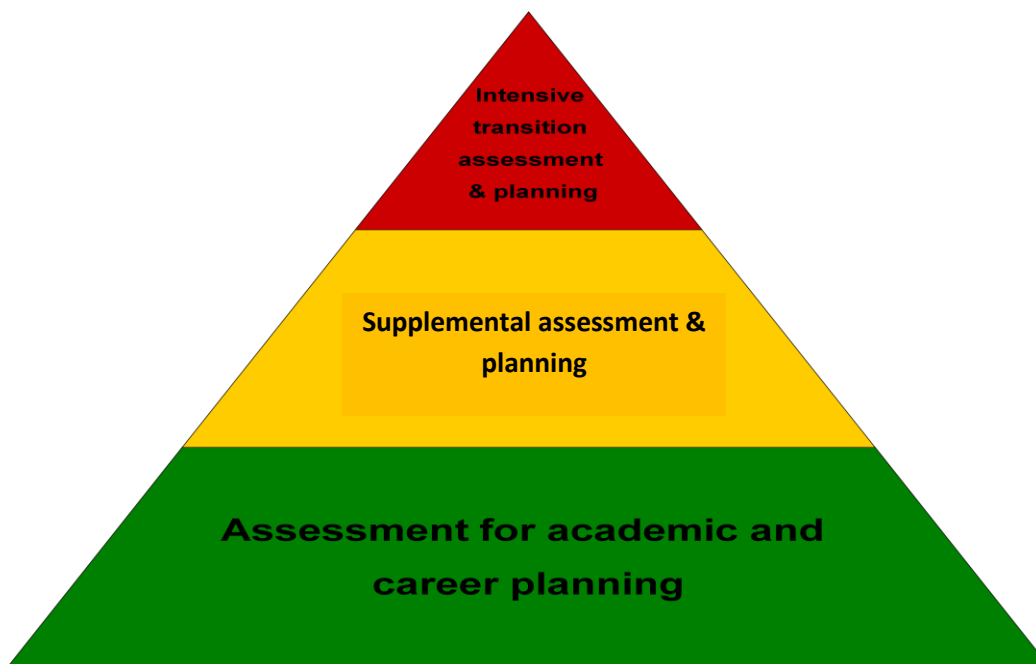 Intensive
transition
assessment
& planning
Supplemental assessment &
planning
Assessment for academic and
career planning